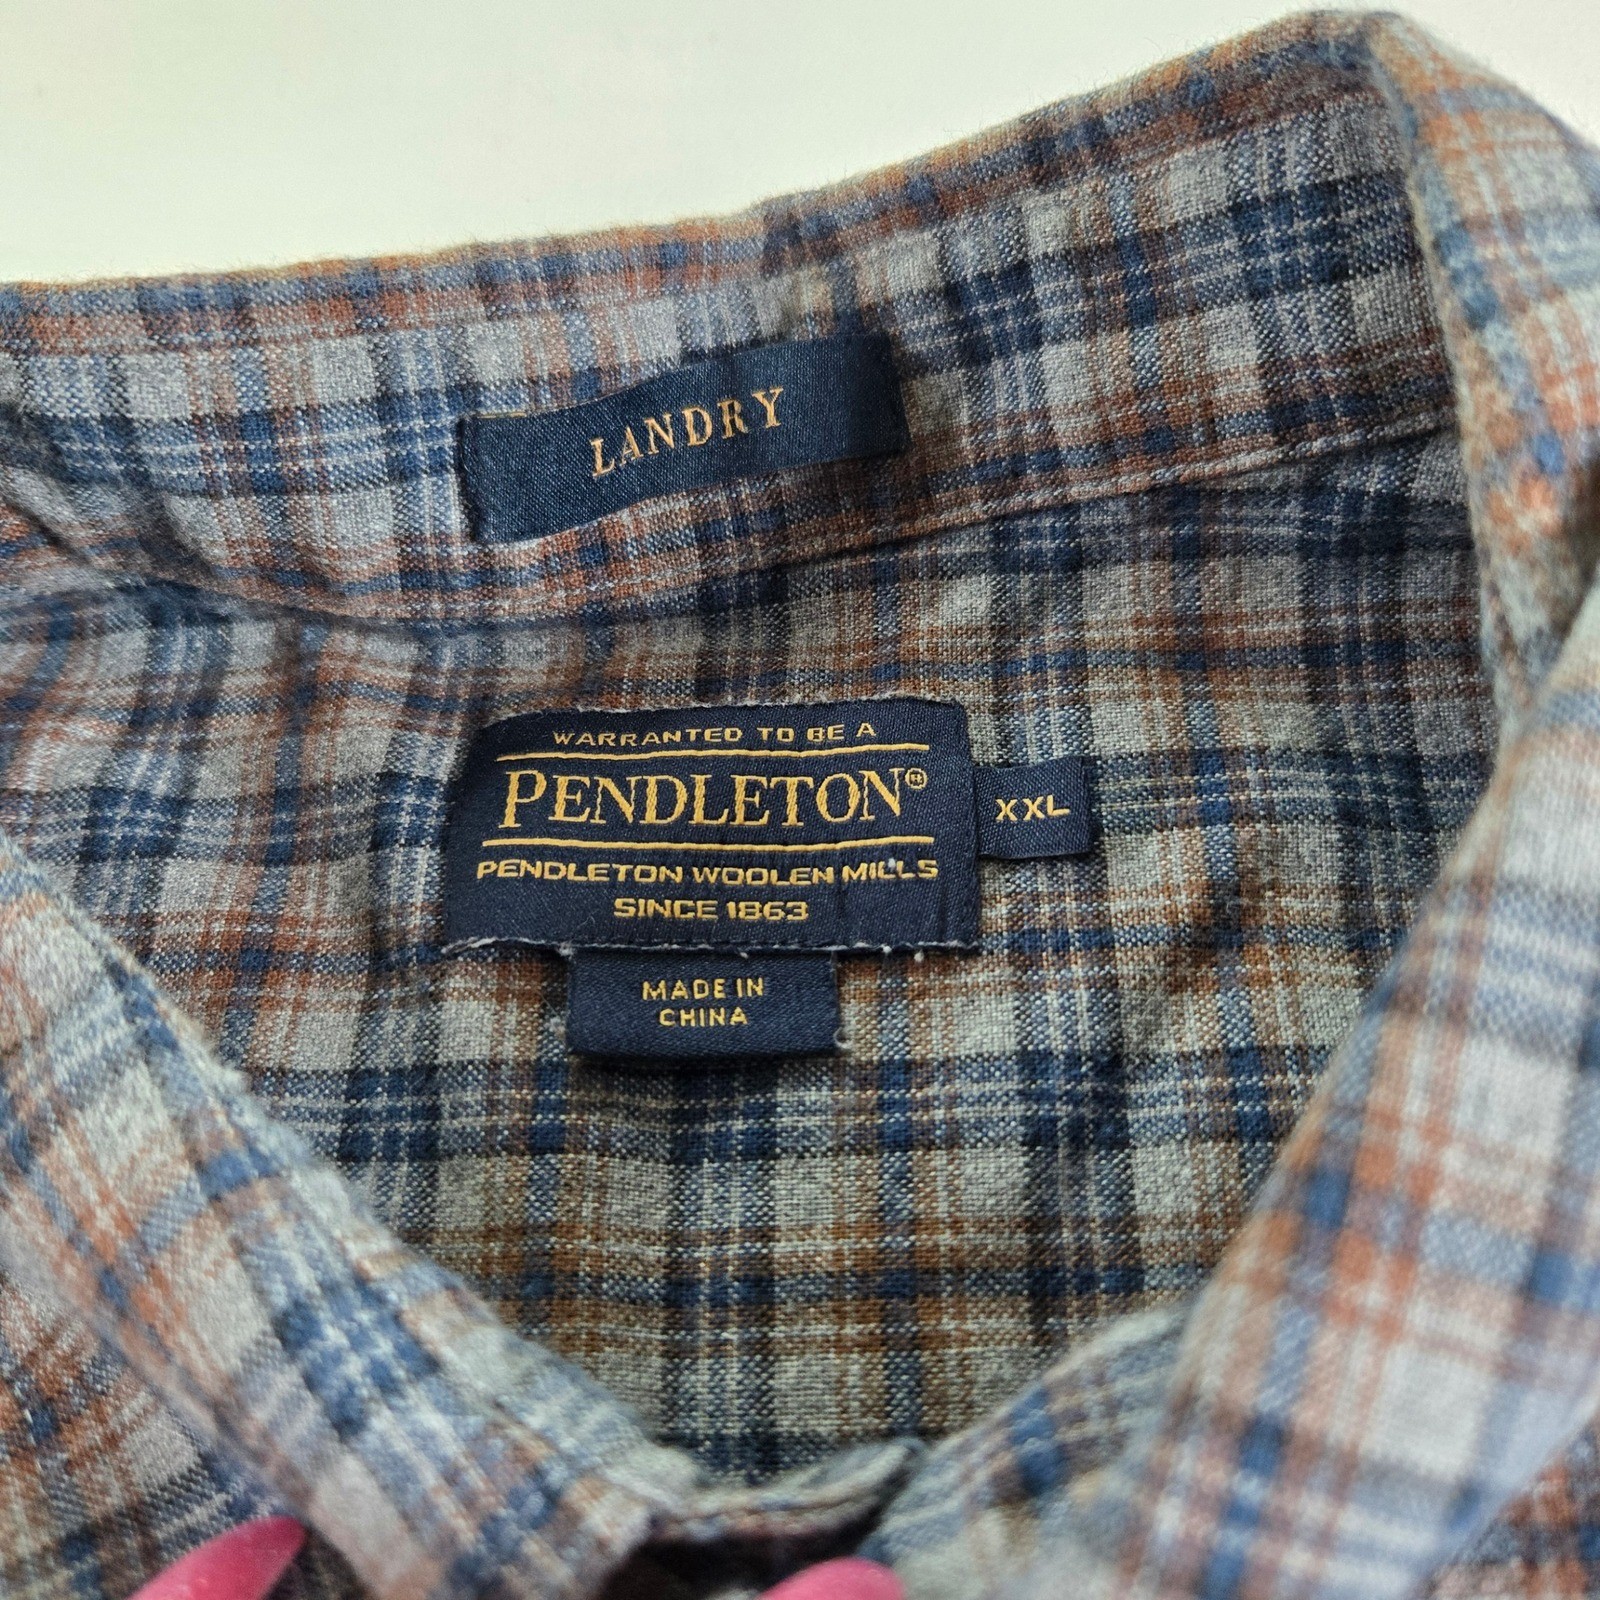 LANDRY
WARRANTED TO BE A
PENDLETON®
XXL
PENDLETON WOOLEN MILLS
SINCE 1863
MADE IN
CHINA